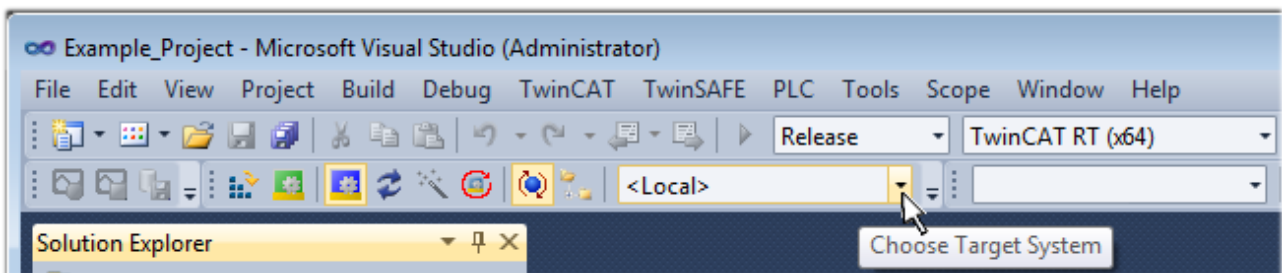 Example_Project - Microsoft Visual Studio (Administrator)
File Edit View Project Build Debug TwinCAT TwinSAFE PLC Tools Scope Window Help
Release TwinCAT RT (x64)
<Local>
Solution Explorer
Choose Target System